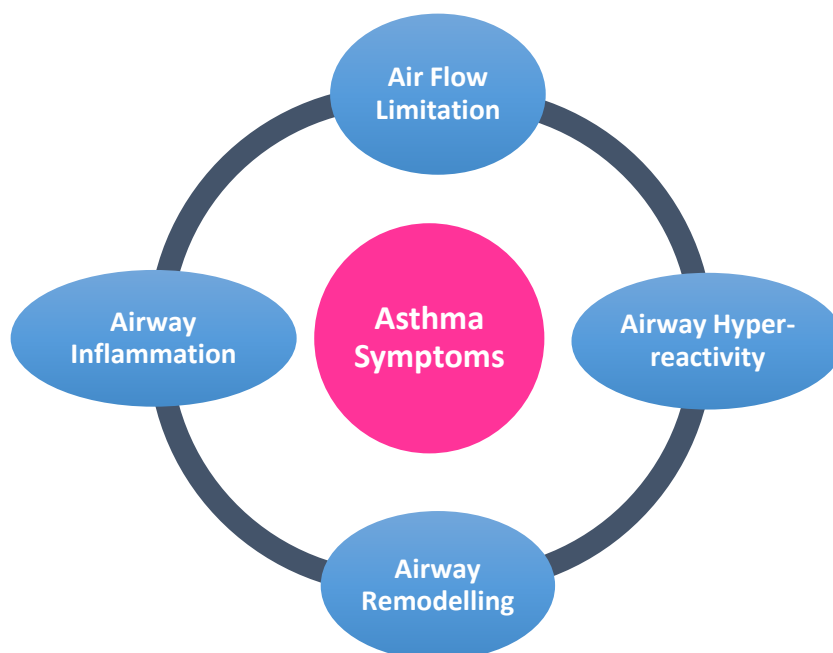 Air Flow
Limitation
Airway
Inflammation
Asthma
Symptoms
Airway Hyper-
reactivity
Airway
Remodelling